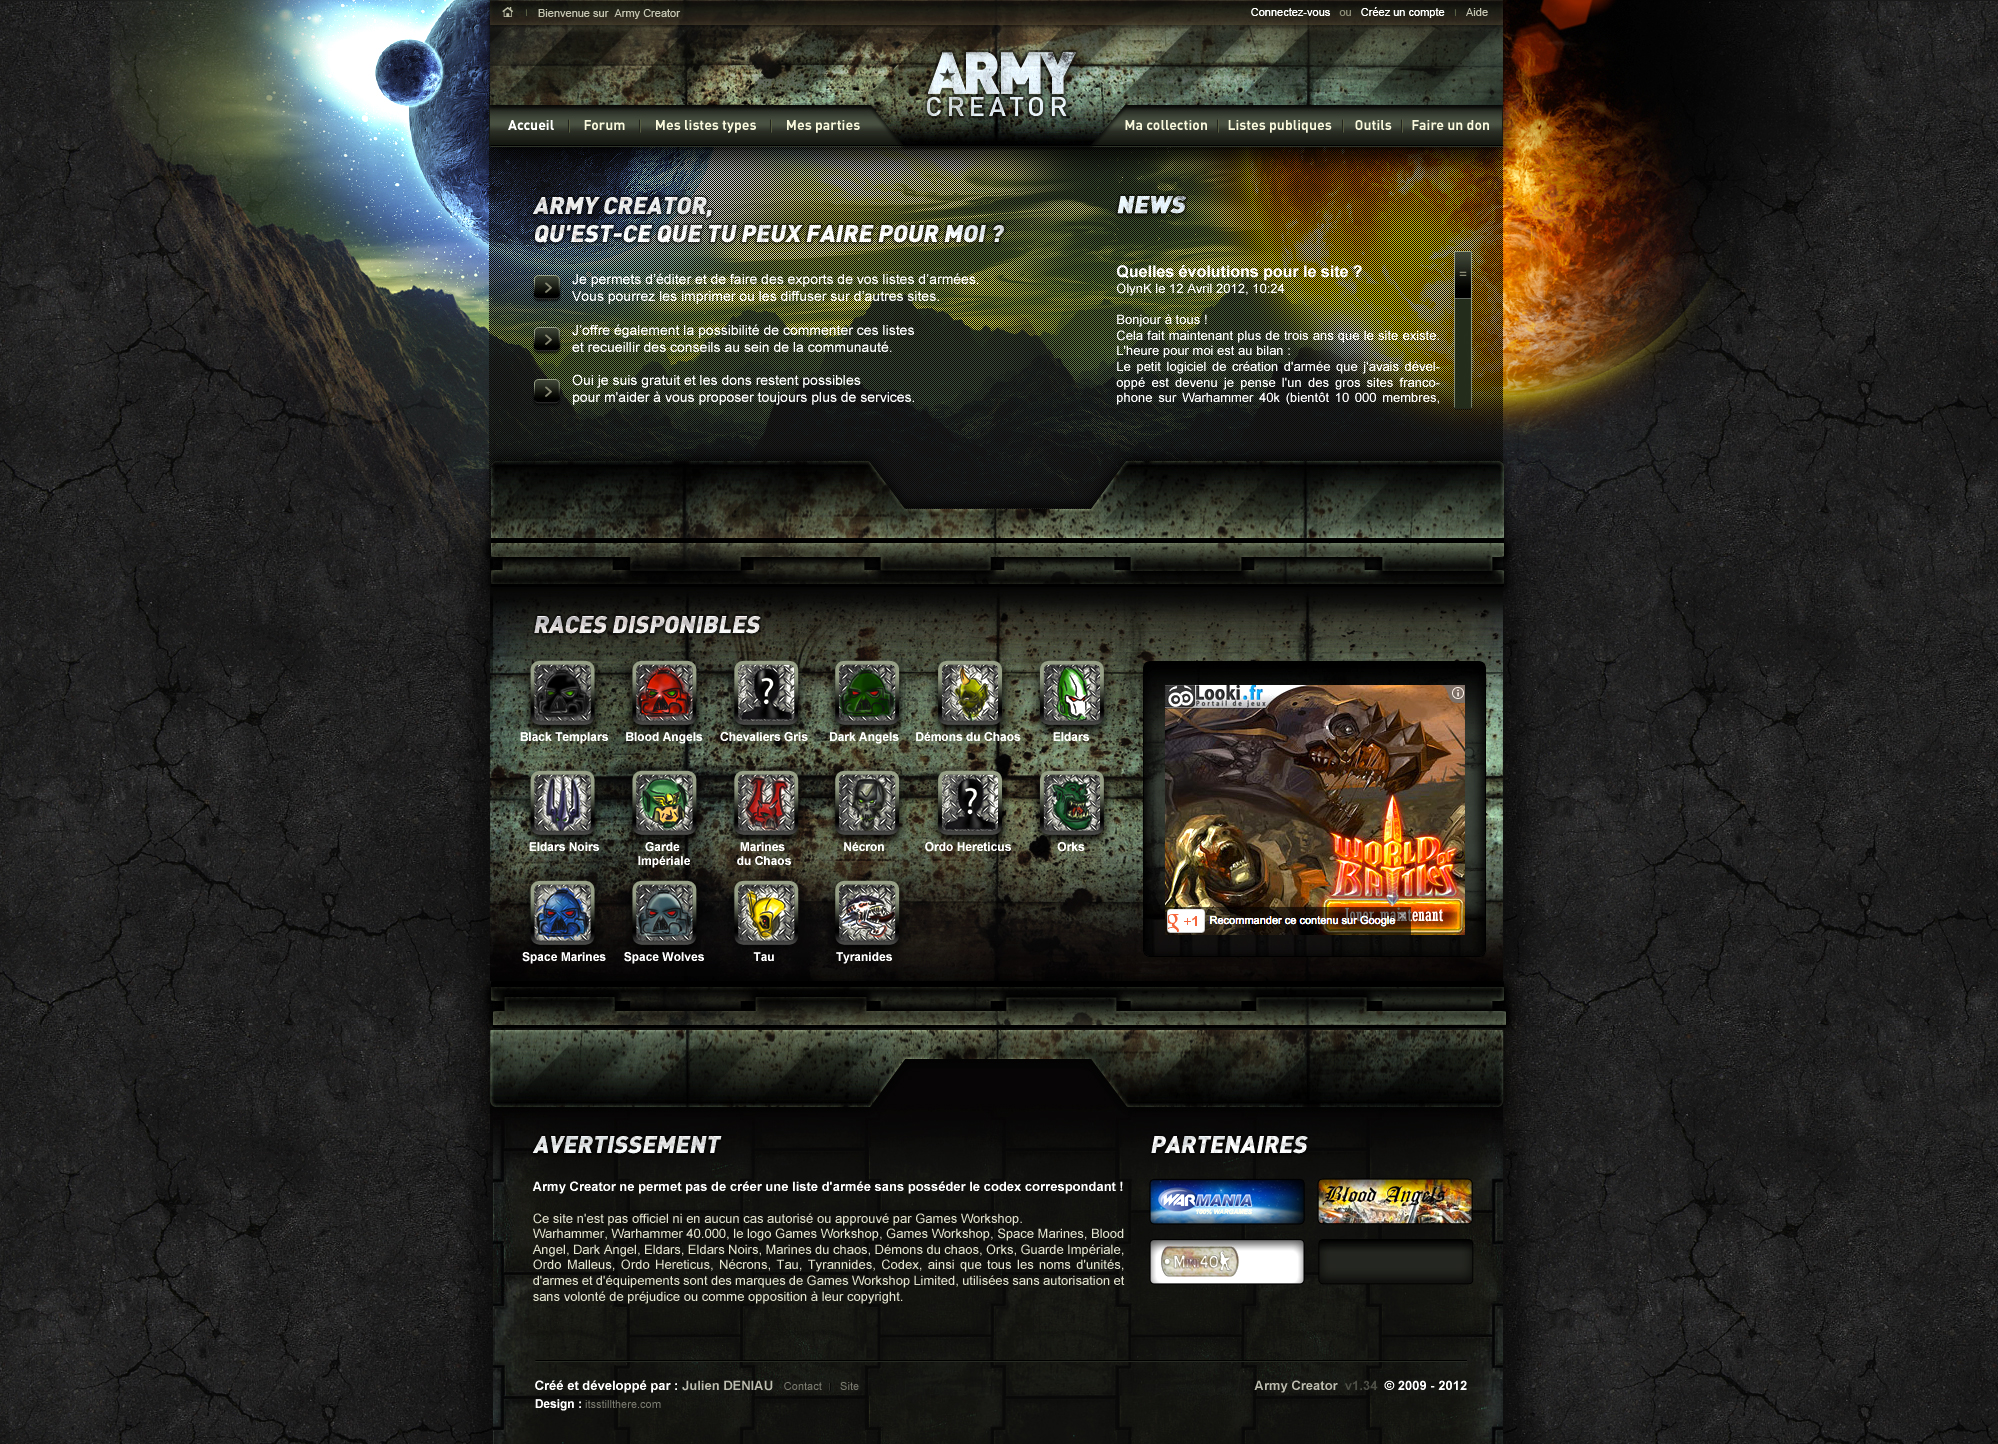 Bienvenue sur Army Creator
Connectez-vous ou Créez un compte Aide
ARMY
CREATOR
Accueil Forum Mes listes types Mes parties
Ma collection Listes publiques Outils Faire un don
ARMY CREATOR,
QU'EST-CE QUE TU PEUX FAIRE POUR MOI ?
Je permets d'éditer et de faire des exports de vos listes d'armées.
Vous pourrez les imprimer ou les diffuser sur d'autres sites.
J'offre également la possibilité de commenter ces listes
et recueillir des conseils au sein de la communauté.
Oui je suis gratuit et les dons restent possibles
pour m'aider à vous proposer toujours plus de services.
NEWS
Quelles évolutions pour le site ?
OlynK le 12 Avril 2012, 10:24
Bonjour à tous !
Cela fait maintenant plus de trois ans que le site existe.
L'heure pour moi est au bilan :
Le petit logiciel de création d'armée que j'avais dével-
oppé est devenu je pense l'un des gros sites franco-
phone sur Warhammer 40k (bientôt 10 000 membres,
RACES DISPONIBLES
?
Black Templars Blood Angels Chevaliers Gris Dark Angels Démons du Chaos Eldars
?
Eldars Noirs Garde Impériale Marines du Chaos Nécron Ordo Hereticus Orks
Space Marines Space Wolves Tau Tyranides
Looki.fr
Portail de jeux
WORLD OF
BATTLES
Jouer maintenant
+1 Recommander ce contenu sur Google
AVERTISSEMENT
Army Creator ne permet pas de créer une liste d'armée sans posséder le codex correspondant !
Ce site n'est pas officiel ni en aucun cas autorisé ou approuvé par Games Workshop.
Warhammer, Warhammer 40.000, le logo Games Workshop, Games Workshop, Space Marines, Blood
Angel, Dark Angel, Eldars, Eldars Noirs, Marines du chaos, Démons du chaos, Orks, Guarde Impériale,
Ordo Malleus, Ordo Hereticus, Nécrons, Tau, Tyrannides, Codex, ainsi que tous les noms d'unités,
d'armes et d'équipements sont des marques de Games Workshop Limited, utilisées sans autorisation et
sans volonté de préjudice ou comme opposition à leur copyright.
PARTENAIRES
WARMANIA
100% WARGAMES
Blood Angels
Créé et développé par : Julien DENIAU Contact Site
Design : itsstillthere.com
Army Creator v1.34 © 2009 - 2012